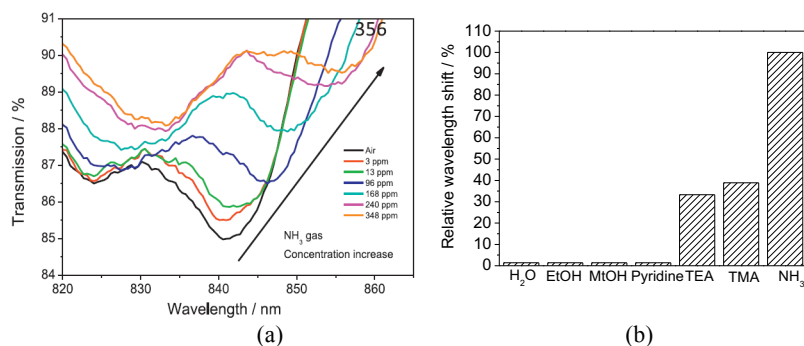 91
90
89
88
87
86
85
84
Transmission / %
356
Air
3 ppm
13 ppm
96 ppm
168 ppm
240 ppm
348 ppm
NH₃ gas
Concentration increase
820 830 840 850 860
Wavelength / nm
(a)
Relative wavelength shift / %
110
100
90
80
70
60
50
40
30
20
10
0
H₂O EtOH MtOH Pyridine TEA TMA NH₃
(b)